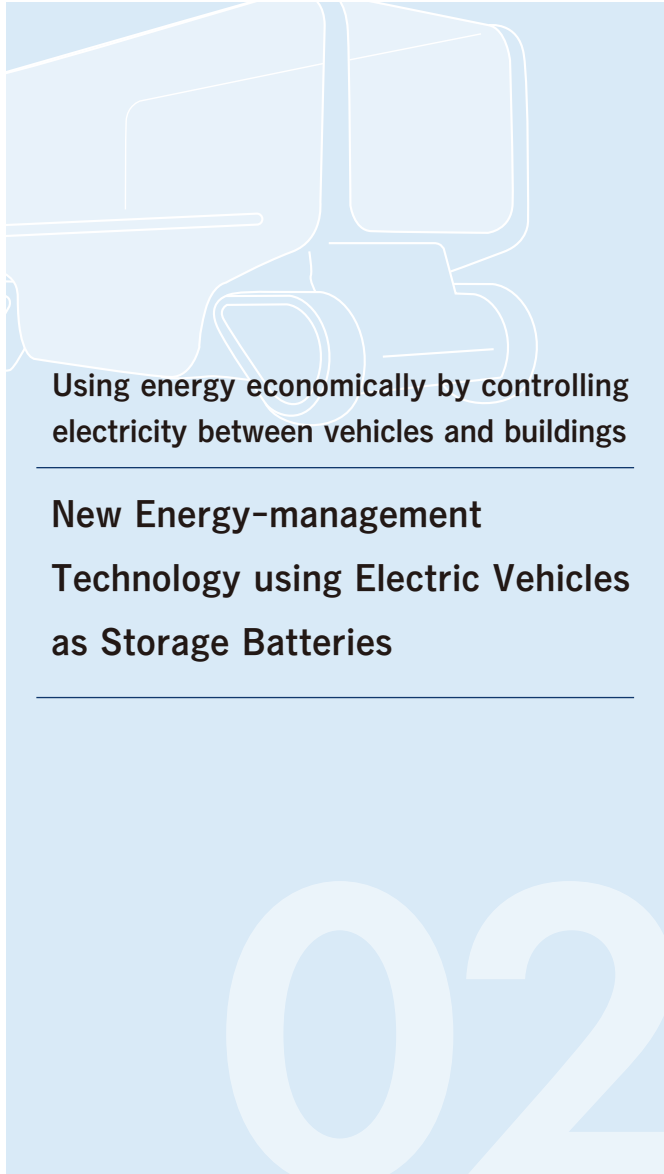 Using energy economically by controlling
electricity between vehicles and buildings
New Energy-management
Technology using Electric Vehicles
as Storage Batteries
02